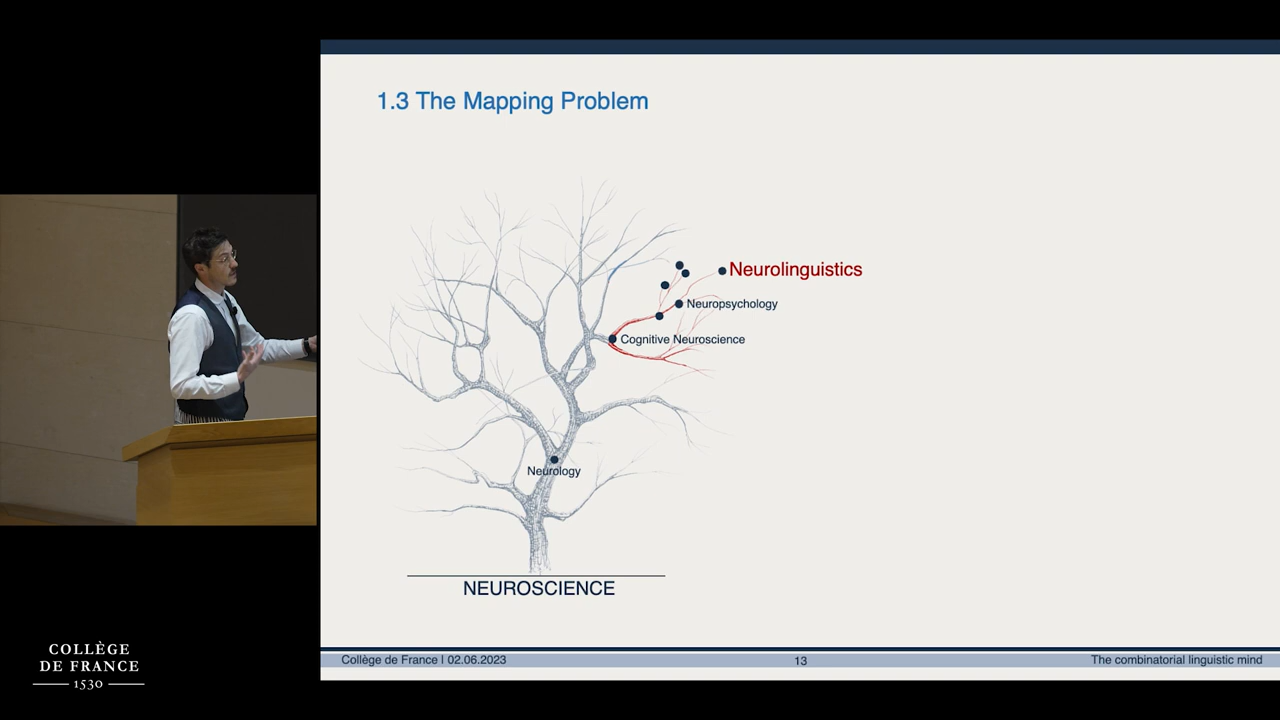 1.3 The Mapping Problem
Neurolinguistics
Neuropsychology
Cognitive Neuroscience
Neurology
NEUROSCIENCE
Collège de France I 02.06.2023
13
The combinatorial linguistic mind
COLLÈGE
DE FRANCE
1530